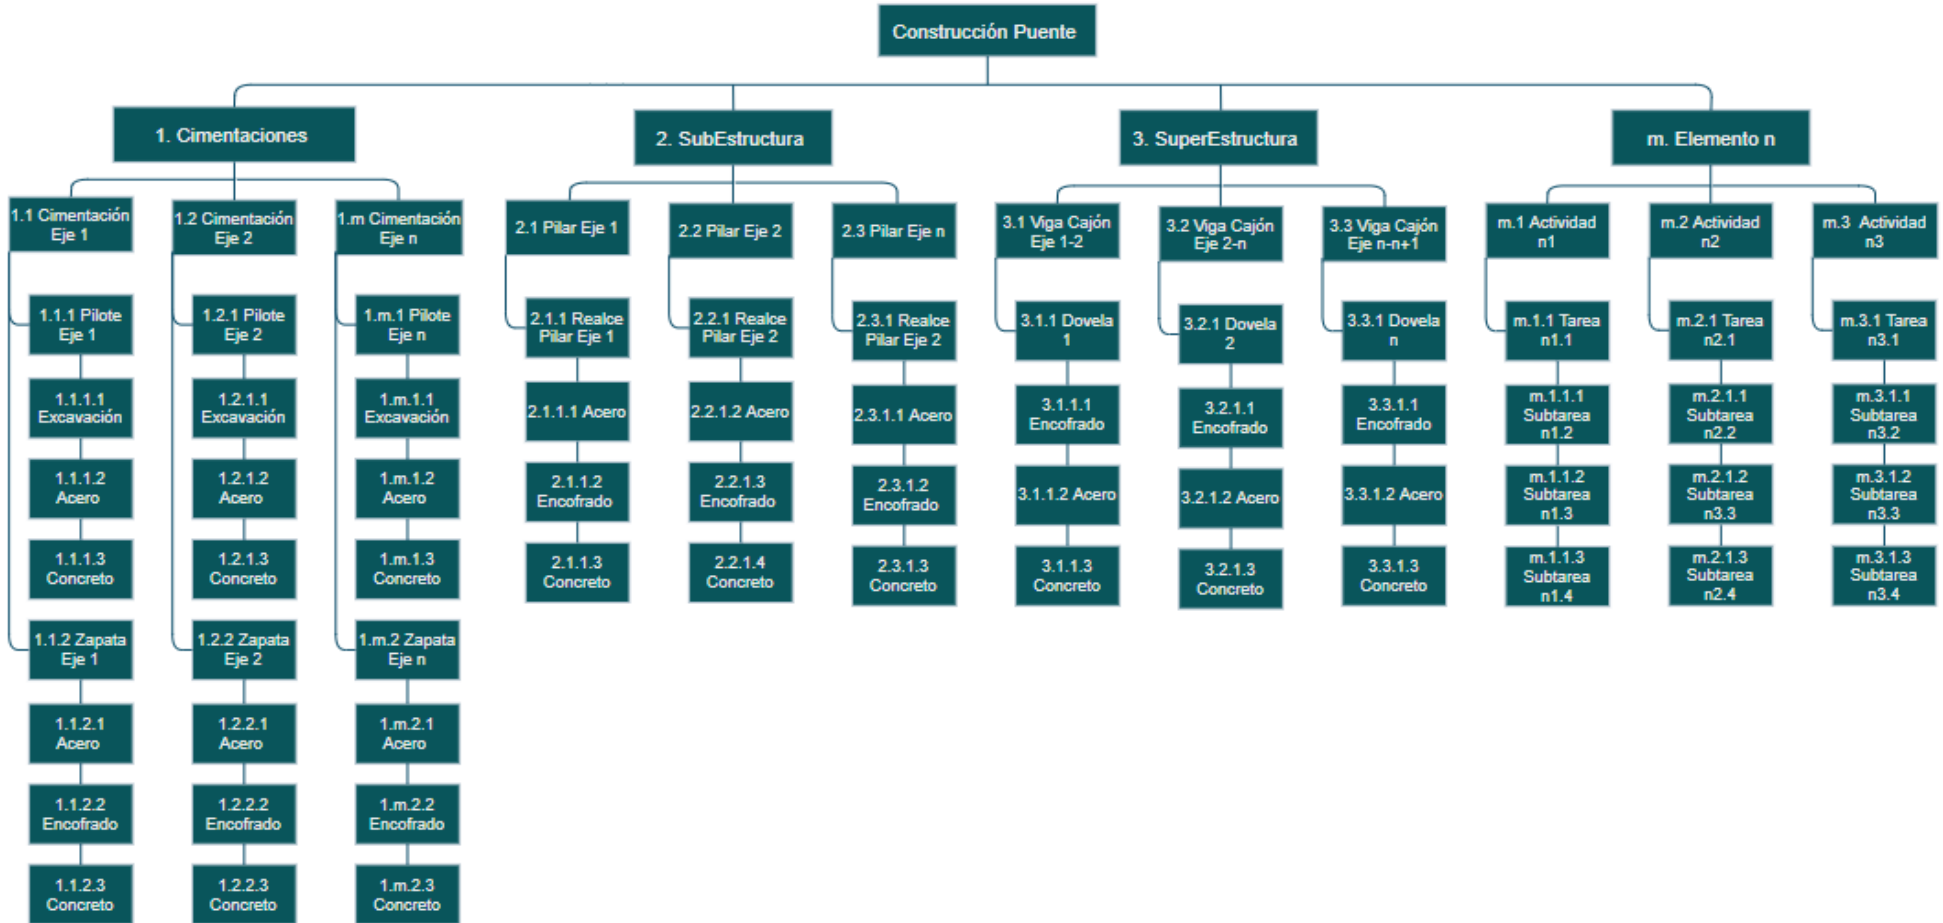 Construcción Puente
1. Cimentaciones
2. SubEstructura
3. SuperEstructura
m. Elemento n
1.1 Cimentación
Eje 1
1.2 Cimentación
Eje 2
1.m Cimentación
Eje n
2.1 Pilar Eje 1
2.2 Pilar Eje 2
2.3 Pilar Eje n
3.1 Viga Cajón
Eje 1-2
3.2 Viga Cajón
Eje 2-n
3.3 Viga Cajón
Eje n-n+1
m.1 Actividad
n1
m.2 Actividad
n2
m.3 Actividad
n3
1.1.1 Pilote
Eje 1
1.2.1 Pilote
Eje 2
1.m.1 Pilote
Eje n
2.1.1 Realce
Pilar Eje 1
2.2.1 Realce
Pilar Eje 2
2.3.1 Realce
Pilar Eje 2
3.1.1 Dovela
1
3.2.1 Dovela
2
3.3.1 Dovela
n
m.1.1 Tarea
n1.1
m.2.1 Tarea
n2.1
m.3.1 Tarea
n3.1
1.1.1.1
Excavación
1.2.1.1
Excavación
1.m.1.1
Excavación
2.1.1.1 Acero
2.2.1.2 Acero
2.3.1.1 Acero
3.1.1.1
Encofrado
3.2.1.1
Encofrado
3.3.1.1
Encofrado
m.1.1.1
Subtarea
n1.2
m.2.1.1
Subtarea
n2.2
m.3.1.1
Subtarea
n3.2
1.1.1.2
Acero
1.2.1.2
Acero
1.m.1.2
Acero
2.1.1.2
Encofrado
2.2.1.3
Encofrado
2.3.1.2
Encofrado
3.1.1.2 Acero
3.2.1.2 Acero
3.3.1.2 Acero
m.1.1.2
Subtarea
n1.3
m.2.1.2
Subtarea
n3.3
m.3.1.2
Subtarea
n3.3
1.1.1.3
Concreto
1.2.1.3
Concreto
1.m.1.3
Concreto
2.1.1.3
Concreto
2.2.1.4
Concreto
2.3.1.3
Concreto
3.1.1.3
Concreto
3.2.1.3
Concreto
3.3.1.3
Concreto
m.1.1.3
Subtarea
n1.4
m.2.1.3
Subtarea
n2.4
m.3.1.3
Subtarea
n3.4
1.1.2 Zapata
Eje 1
1.2.2 Zapata
Eje 2
1.m.2 Zapata
Eje n
1.1.2.1
Acero
1.2.2.1
Acero
1.m.2.1
Acero
1.1.2.2
Encofrado
1.2.2.2
Encofrado
1.m.2.2
Encofrado
1.1.2.3
Concreto
1.2.2.3
Concreto
1.m.2.3
Concreto